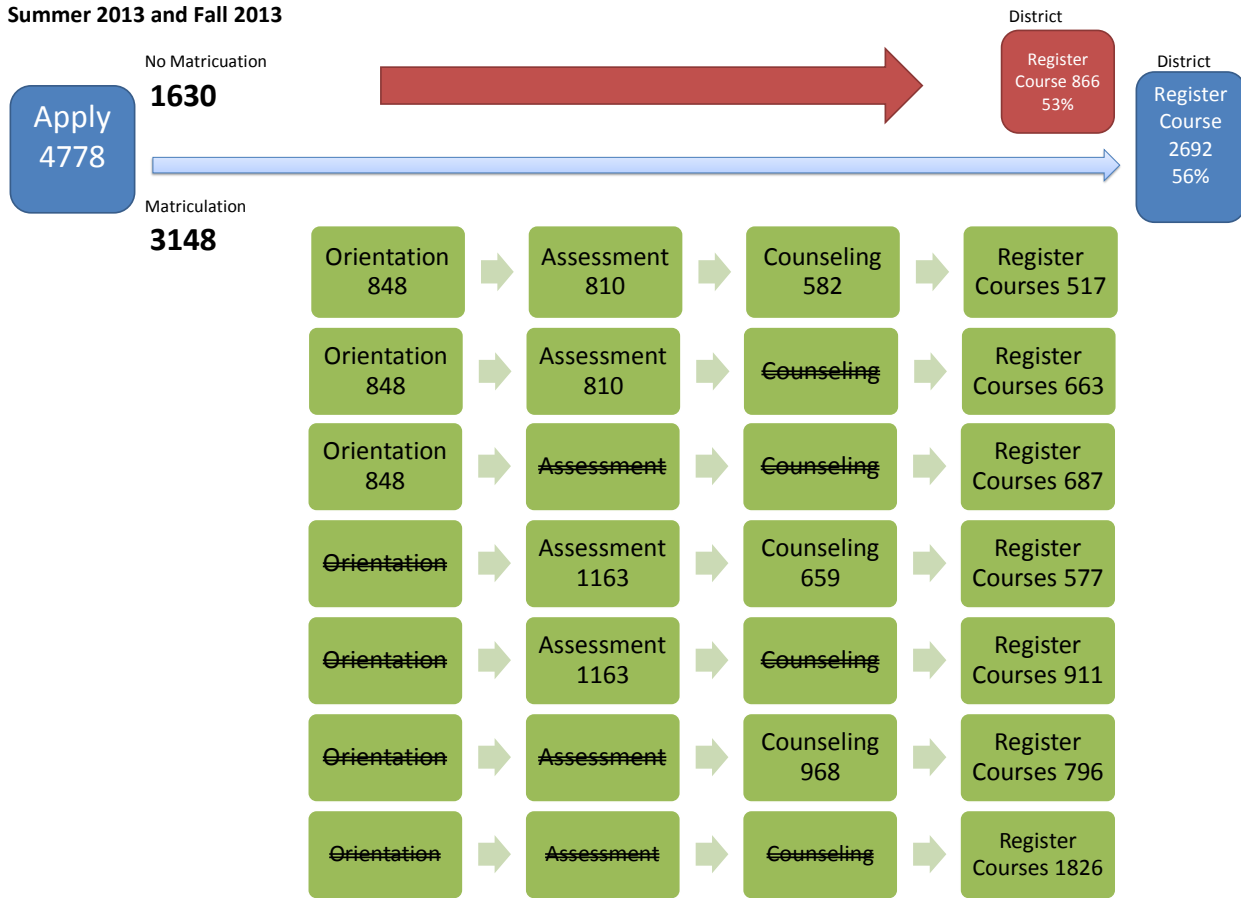 Summer 2013 and Fall 2013
District
No Matricuation
1630
Register
Course 866
53%
District
Register
Course
2692
56%
Apply
4778
Matriculation
3148
Orientation
848
Assessment
810
Counseling
582
Register
Courses 517
Orientation
848
Assessment
810
Counseling
Register
Courses 663
Orientation
848
Assessment
Counseling
Register
Courses 687
Orientation
Assessment
1163
Counseling
659
Register
Courses 577
Orientation
Assessment
1163
Counseling
Register
Courses 911
Orientation
Assessment
Counseling
968
Register
Courses 796
Orientation
Assessment
Counseling
Register
Courses 1826